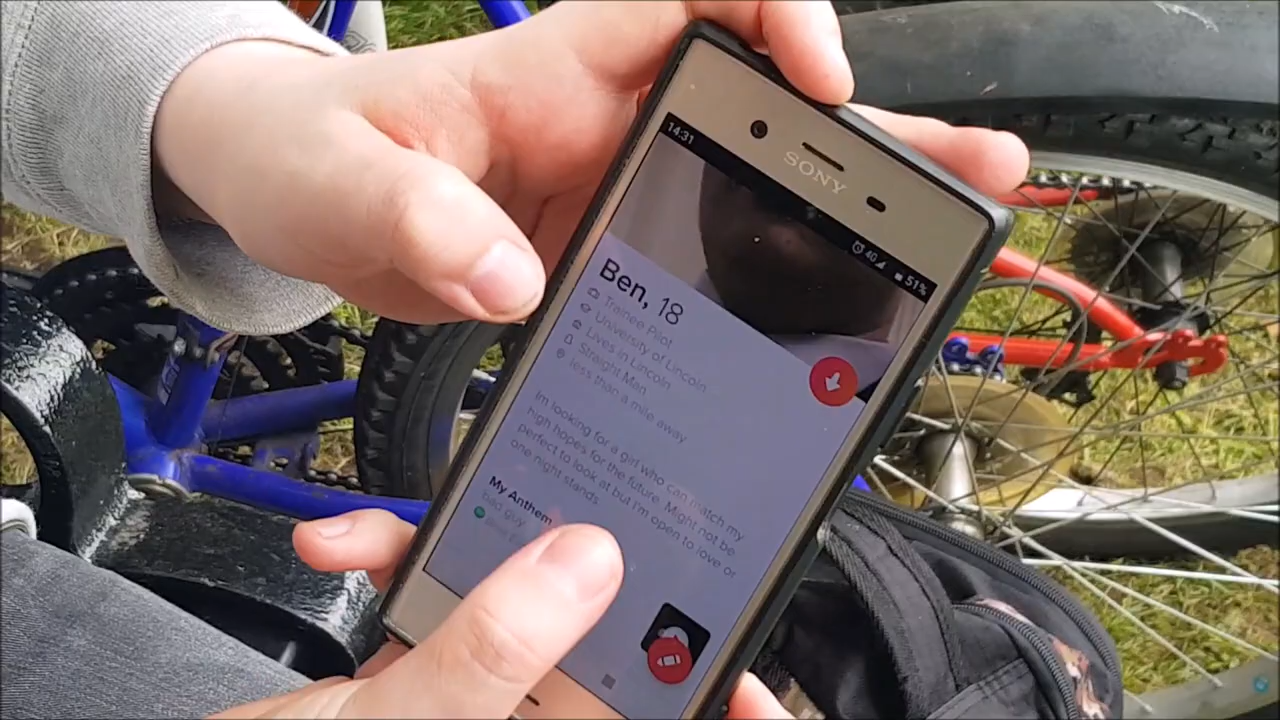 SONY
14:31
4G
51%
Ben, 18
Trainee Pilot
University of Lincoln
Lives in Lincoln
Straight Man
less than a mile away
Im looking for a girl who can match my
high hopes for the future. Might not be
perfect to look at but I'm open to love or
one night stands
My Anthem
bad guy